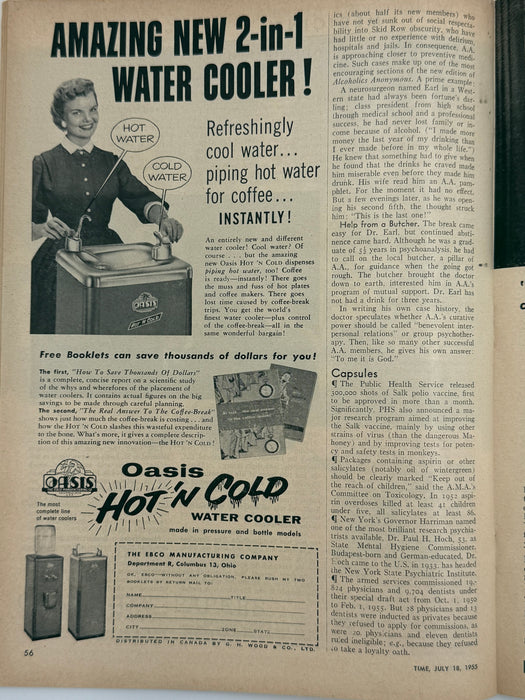 AMAZING NEW 2-in-1
WATER COOLER!
HOT
WATER
COLD
WATER
Refreshingly
cool water...
piping hot water
for coffee...
INSTANTLY!
An entirely new and different
water cooler! Cool water? Of
course . . . but the amazing
new Oasis HOT 'N COLD dispenses
piping hot water, too! Coffee
is ready—instantly! There goes
the muss and fuss of hot plates
and coffee makers. There goes
lost time caused by coffee-break
trips. You get the world's
finest water cooler—plus control
of the coffee-break—all in the
same wonderful bargain!
OASIS
HOT 'N COLD
Free Booklets can save thousands of dollars for you!
The first, "How To Save Thousands Of Dollars"
is a complete, concise report on a scientific study
of the whys and wherefores of the placement of
water coolers. It contains actual figures on the big
savings to be made through careful planning.
The second, "The Real Answer To The Coffee-Break"
shows just how much the coffee-break is costing . . . and
how the HOT 'N COLD slashes this wasteful expenditure
to the bone. What's more, it gives a complete descrip-
tion of this amazing new innovation—the HOT 'N COLD!
OASIS
The most
complete line
of water coolers
Oasis
HOT 'N COLD
WATER COOLER
made in pressure and bottle models
THE EBCO MANUFACTURING COMPANY
Department R, Columbus 13, Ohio
OK, EBCO—WITHOUT ANY OBLIGATION, PLEASE RUSH MY TWO
BOOKLETS BY RETURN MAIL TO:
NAME TITLE
COMPANY
ADDRESS
CITY ZONE STATE
DISTRIBUTED IN CANADA BY G. H. WOOD & CO., LTD.
56
ics (about half its new members) who
have not yet sunk out of social respecta-
bility into Skid Row obscurity, who have
had little or no experience with delirium,
hospitals and jails. In consequence, A.A.
is approaching closer to preventive medi-
cine. Such cases make up one of the most
encouraging sections of the new edition of
Alcoholics Anonymous. A prime example:
A neurosurgeon named Earl in a West-
ern state had always been fortune's dar-
ling; class president from high school
through medical school and a professional
success, he had never lost family or in-
come because of alcohol. ("I made more
money the last year of my drinking than
I ever made before in my whole life.")
He knew that something had to give when
he found that the drinks he craved made
him miserable even before they made him
drunk. His wife read him an A.A. pam-
phlet. For the moment it had no effect.
But a few evenings later, as he was open-
ing his second fifth, the thought struck
him: "This is the last one!"
Help from a Butcher. The break came
easy for Dr. Earl, but continued absti-
nence came hard. Although he was a grad-
uate of 5½ years in psychoanalysis, he had
to call on the local butcher, a pillar of
A.A., for guidance when the going got
rough. The butcher brought the doctor
down to earth, interested him in A.A.'s
program of mutual support. Dr. Earl has
not had a drink for three years.
In writing his own case history, the
doctor speculates whether A.A.'s curative
power should be called "benevolent inter-
personal relations" or group psychother-
apy. Then, like so many other successful
A.A. members, he gives his own answer:
"To me it is God."
Capsules
¶ The Public Health Service released
300,000 shots of Salk polio vaccine, first
to be approved in more than a month.
Significantly, PHS also announced a ma-
jor research program aimed at improving
the Salk vaccine, mainly by using other
strains of virus (than the dangerous Ma-
honey) and by improving tests for poten-
cy and safety tests in monkeys.
¶ Packages containing aspirin or other
salicylates (notably oil of wintergreen)
should be clearly marked "Keep out of
the reach of children," said the A.M.A.'s
Committee on Toxicology. In 1952 aspir-
in overdoses killed at least 41 children
under five, all salicylates at least 86.
¶ New York's Governor Harriman named
one of the most brilliant research psychia-
trists available, Dr. Paul H. Hoch, 53, as
State Mental Hygiene Commissioner.
Budapest-born and German-educated, Dr.
Hoch came to the U.S. in 1933, has headed
the New York State Psychiatric Institute.
¶ The armed services commissioned
824 physicians and 9,704 dentists under
their special draft act from Oct. 1, 1950
to Feb. 1, 1955. But 28 physicians and 13
dentists were inducted as privates because
they refused to apply for commissions, or
were 20 physicians and eleven dentists
ruled ineligible; e.g., because they refused
to take a loyalty oath.
TIME, JULY 18, 1955